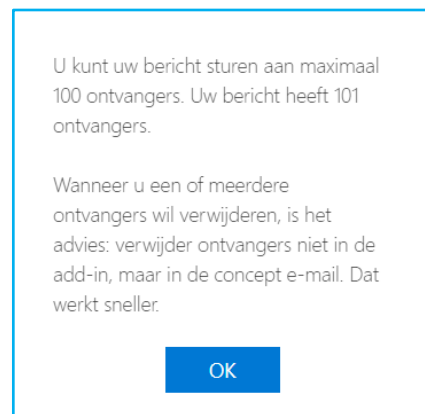 U kunt uw bericht sturen aan maximaal
100 ontvangers. Uw bericht heeft 101
ontvangers.
Wanneer u een of meerdere
ontvangers wil verwijderen, is het
advies: verwijder ontvangers niet in de
add-in, maar in de concept e-mail. Dat
werkt sneller.
OK